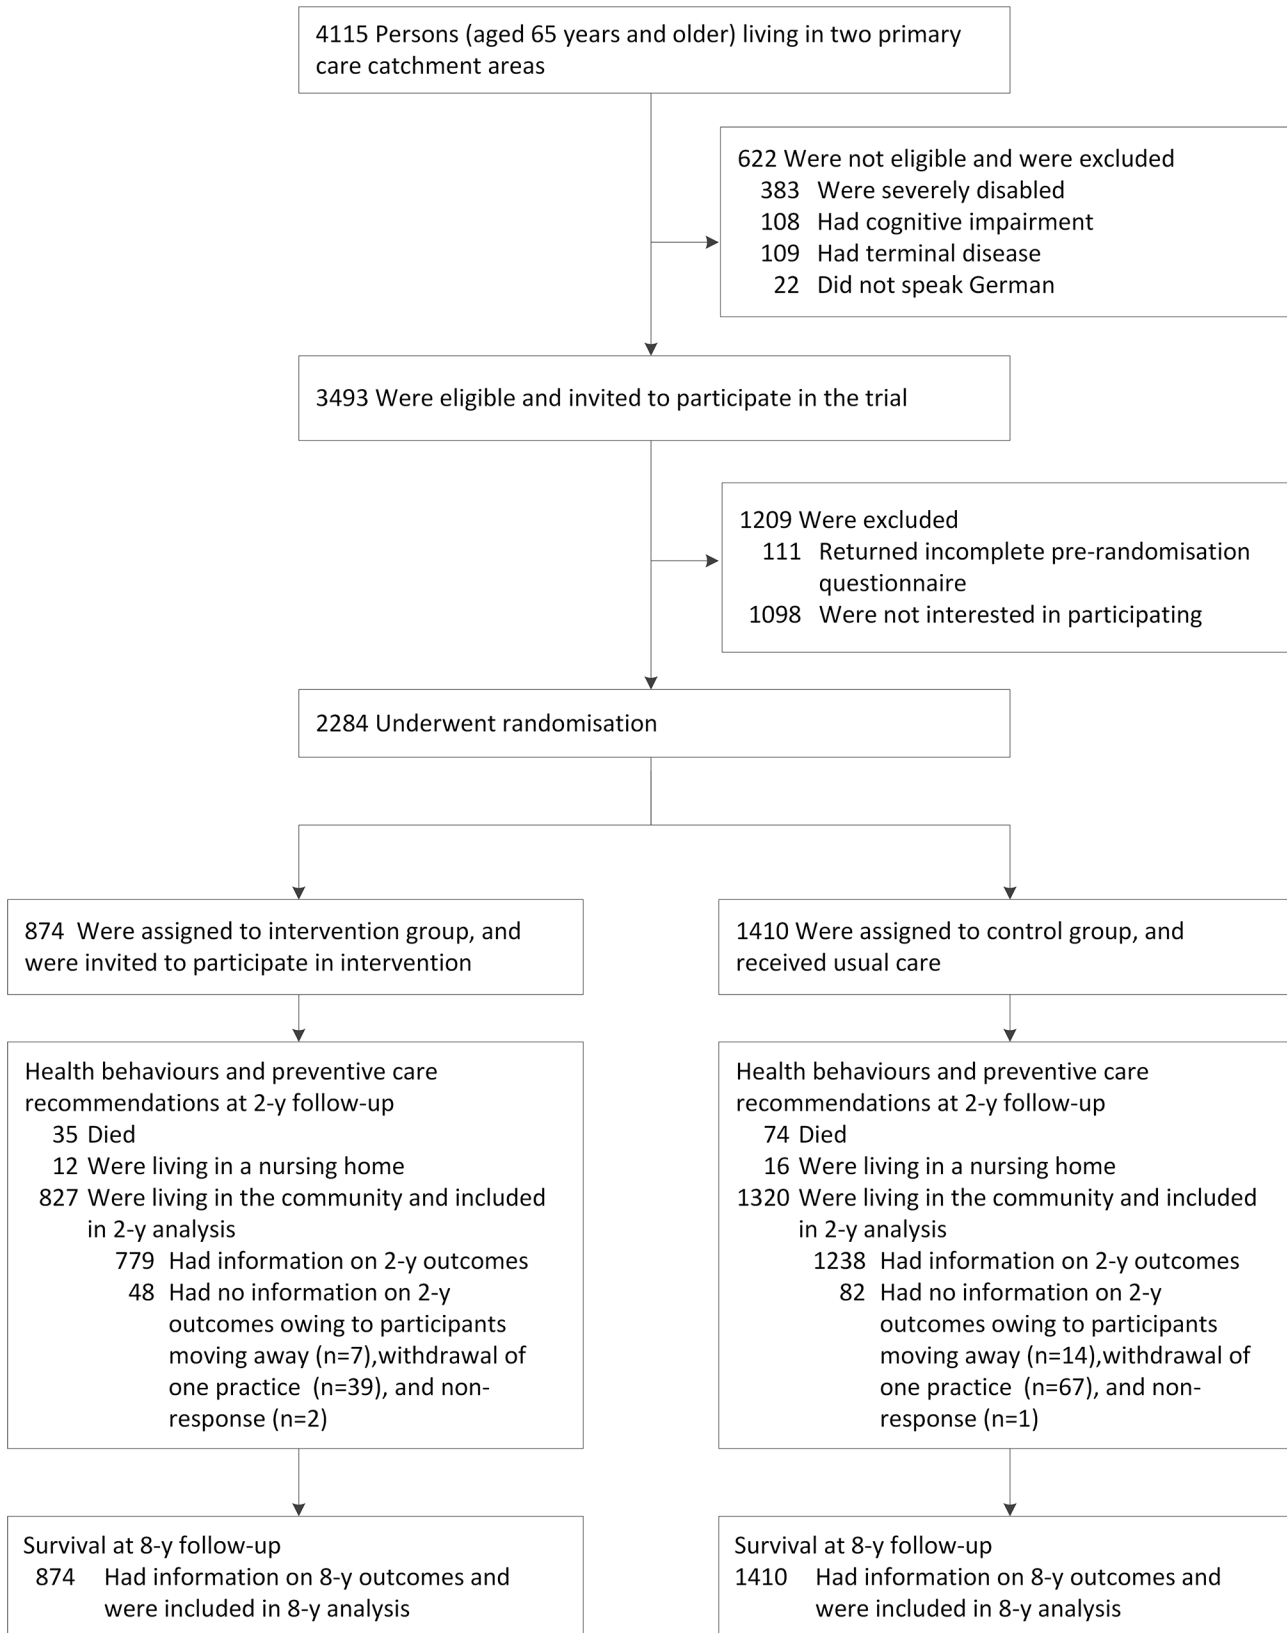 4115 Persons (aged 65 years and older) living in two primary
care catchment areas
622 Were not eligible and were excluded
383 Were severely disabled
108 Had cognitive impairment
109 Had terminal disease
22 Did not speak German
3493 Were eligible and invited to participate in the trial
1209 Were excluded
111 Returned incomplete pre-randomisation
questionnaire
1098 Were not interested in participating
2284 Underwent randomisation
874 Were assigned to intervention group, and
were invited to participate in intervention
1410 Were assigned to control group, and
received usual care
Health behaviours and preventive care
recommendations at 2-y follow-up
35 Died
12 Were living in a nursing home
827 Were living in the community and included
in 2-y analysis
779 Had information on 2-y outcomes
48 Had no information on 2-y
outcomes owing to participants
moving away (n=7),withdrawal of
one practice (n=39), and non-
response (n=2)
Health behaviours and preventive care
recommendations at 2-y follow-up
74 Died
16 Were living in a nursing home
1320 Were living in the community and included
in 2-y analysis
1238 Had information on 2-y outcomes
82 Had no information on 2-y
outcomes owing to participants
moving away (n=14),withdrawal of
one practice (n=67), and non-
response (n=1)
Survival at 8-y follow-up
874 Had information on 8-y outcomes and
were included in 8-y analysis
Survival at 8-y follow-up
1410 Had information on 8-y outcomes and
were included in 8-y analysis